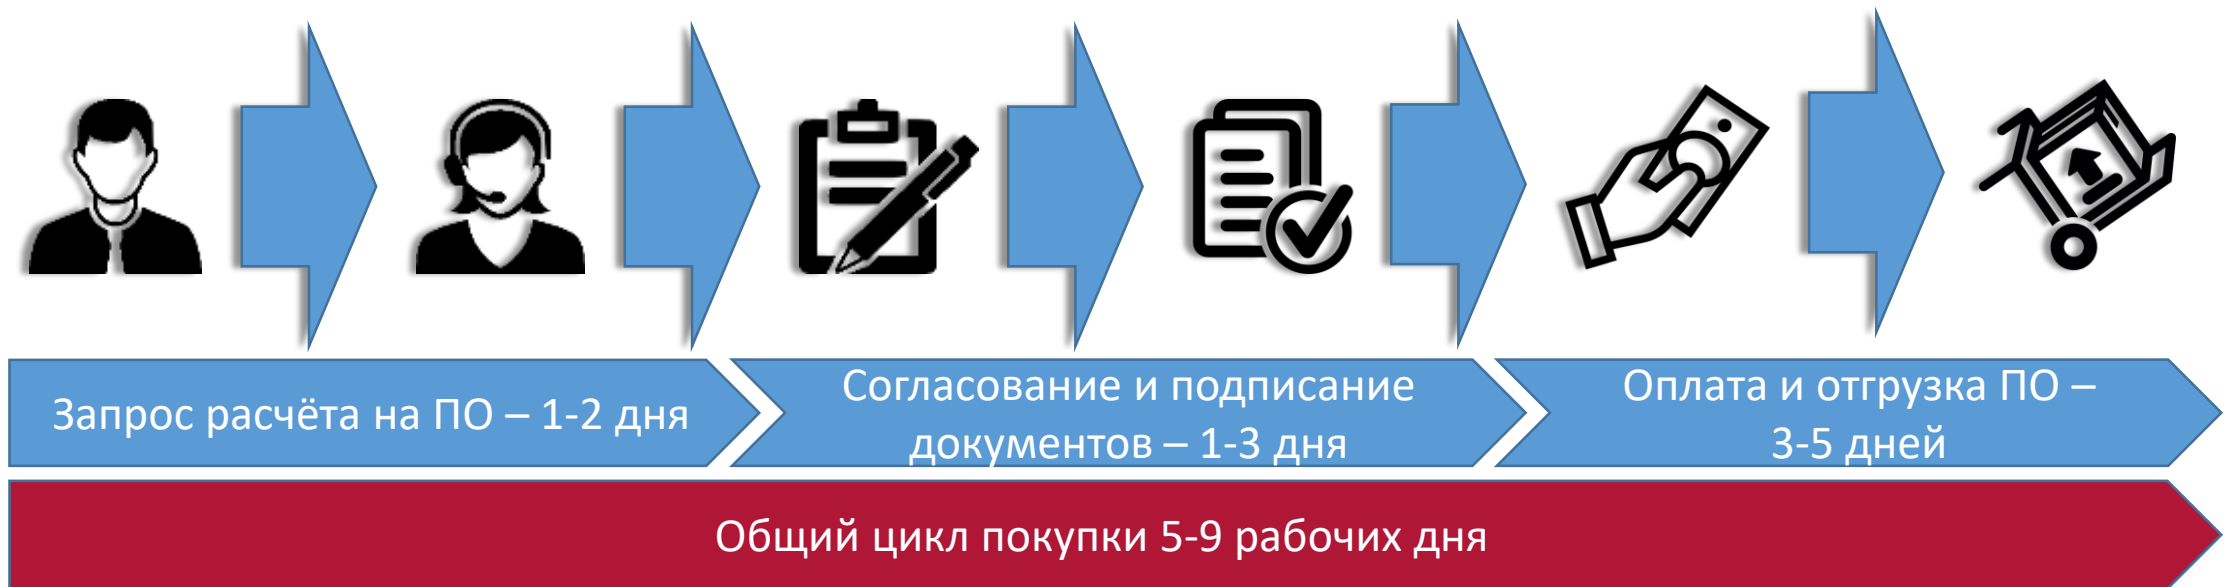 Запрос расчёта на ПО – 1-2 дня
Согласование и подписание
документов – 1-3 дня
Оплата и отгрузка ПО –
3-5 дней
Общий цикл покупки 5-9 рабочих дня